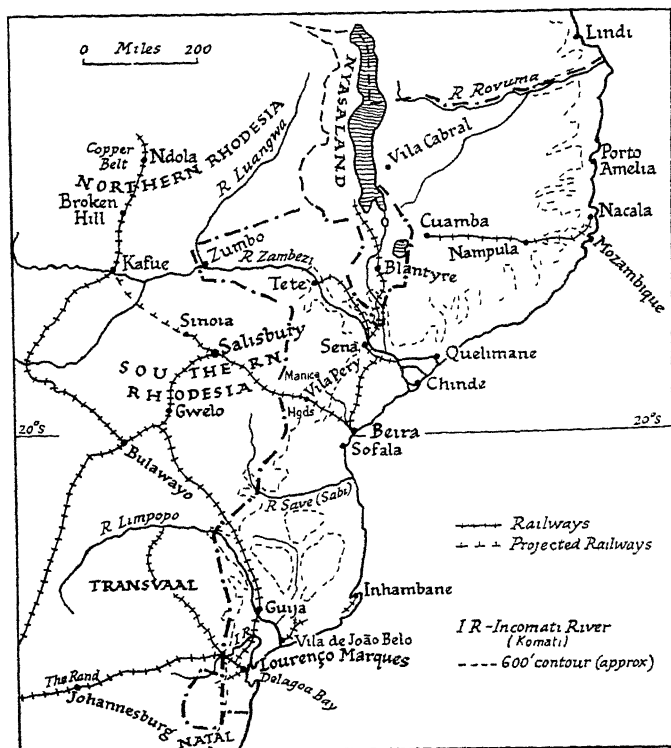 0 Miles 200
LINDI
R Rovuma
NYASALAND
Vila Cabral
Copper Belt
Ndola
NORTHERN RHODESIA
R Luangwa
Porto Amelia
Broken Hill
Nacala
Cuamba
Nampula
Mozambique
Zumbo
R Zambezi
Kafue
Blantyre
Tete
Sinoia
Salisbury
Sena
Quelimane
SOUTHERN RHODESIA
Manica
Vila Pery
Chinde
Gwelo
Hgds
Beira
20°S
20°S
Sofala
Bulawayo
R Save (Sabi)
R Limpopo
Railways
Projected Railways
TRANSVAAL
Inhambane
Guija
IR-Incomati River
(Komati)
Vila de João Belo
I R
600' contour (approx)
Lourenço Marques
The Rand
Delagoa Bay
Johannesburg
NATAL